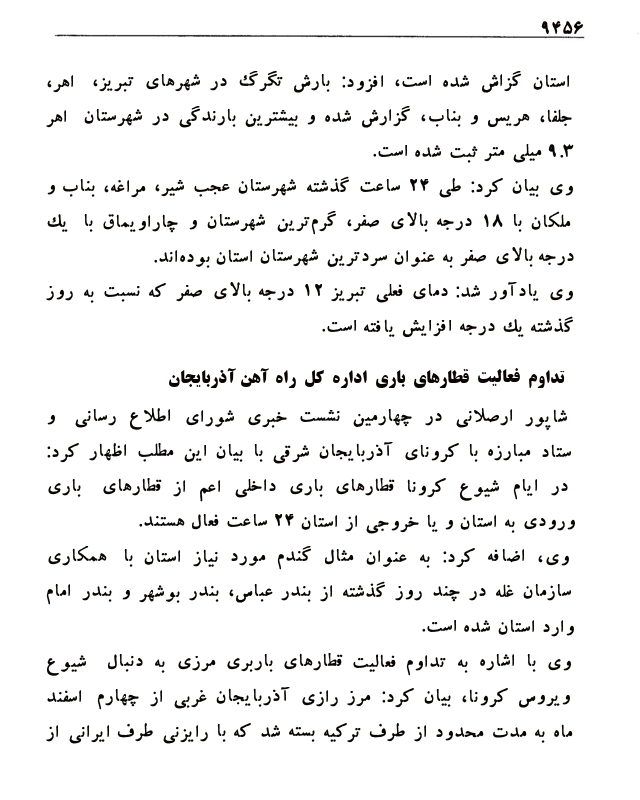 ۹۴۵۶
استان گزاش شده است، افزود: بارش تگرگ در شهرهای تبریز، اهر،
جلفا، هریس و بناب، گزارش شده و بیشترین بارندگی در شهرستان اهر
۹.۳ میلی متر ثبت شده است.
وی بیان کرد: طی ۲۴ ساعت گذشته شهرستان عجب شیر، مراغه، بناب و
ملکان با ۱۸ درجه بالای صفر، گرم‌ترین شهرستان و چاراویماق با یك
درجه بالای صفر به عنوان سردترین شهرستان استان بوده‌اند.
وی یادآور شد: دمای فعلی تبریز ۱۲ درجه بالای صفر که نسبت به روز
گذشته یك درجه افزایش یافته است.
تداوم فعالیت قطارهای باری اداره کل راه آهن آذربایجان
شاپور ارصلانی در چهارمین نشست خبری شورای اطلاع رسانی و
ستاد مبارزه با کرونای آذربایجان شرقی با بیان این مطلب اظهار کرد:
در ایام شیوع کرونا قطارهای باری داخلی اعم از قطارهای باری
ورودی به استان و یا خروجی از استان ۲۴ ساعت فعال هستند.
وی، اضافه کرد: به عنوان مثال گندم مورد نیاز استان با همکاری
سازمان غله در چند روز گذشته از بندر عباس، بندر بوشهر و بندر امام
وارد استان شده است.
وی با اشاره به تداوم فعالیت قطارهای باربری مرزی به دنبال شیوع
ویروس کرونا، بیان کرد: مرز رازی آذربایجان غربی از چهارم اسفند
ماه به مدت محدود از طرف ترکیه بسته شد که با رایزنی طرف ایرانی از